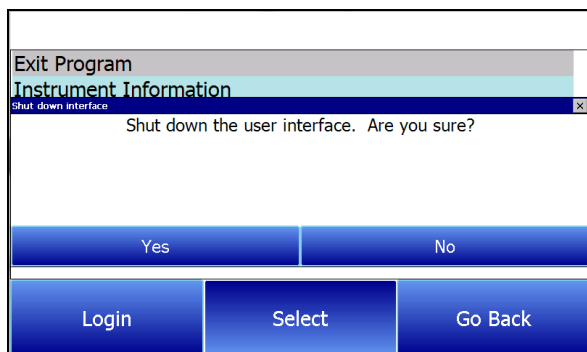 Exit Program
Instrument Information
Shut down interface
Shut down the user interface. Are you sure?
Yes No
Login Select Go Back